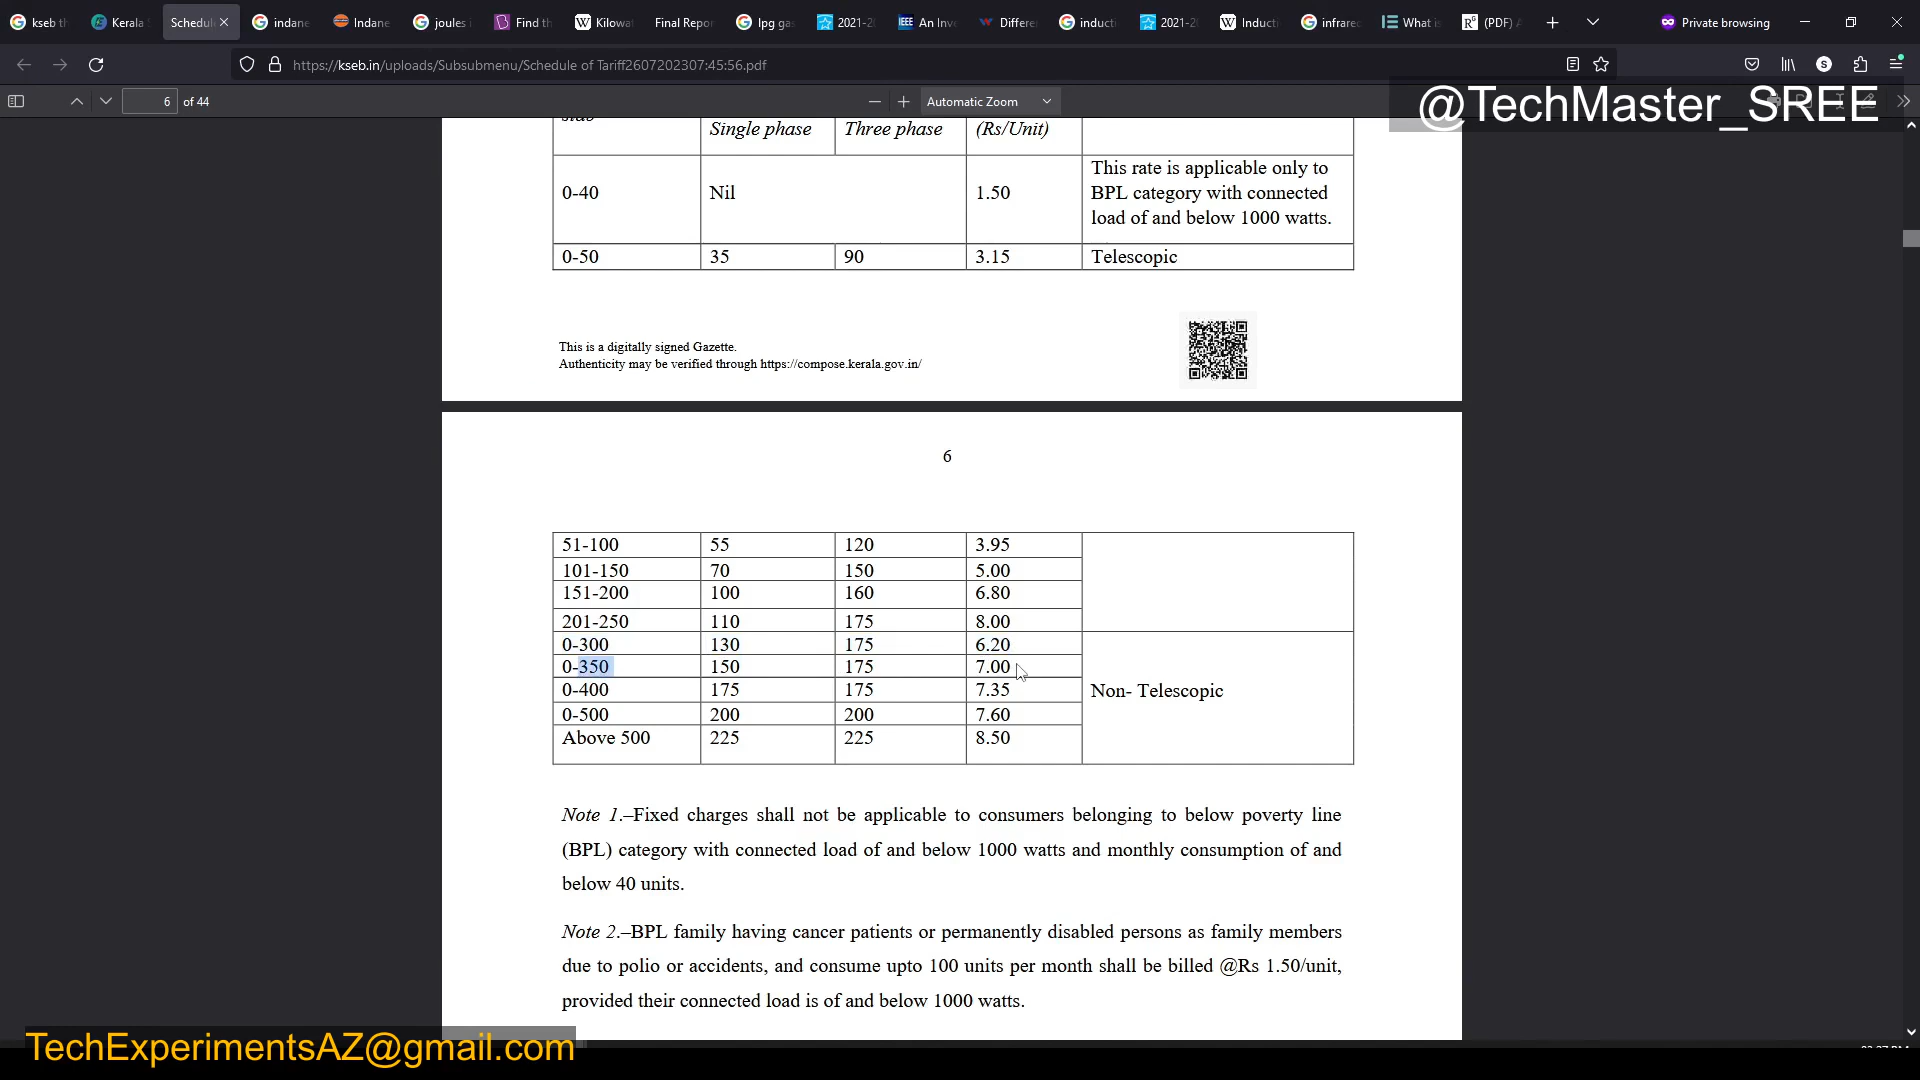 kseb th
Kerala S
Schedule
indane
Indane
joules i
Find th
Kilowat
Final Repor
lpg gas
2021-2
An Inve
Differe
inducti
2021-2
Inducti
infrared
What is
(PDF) A
Private browsing
https://kseb.in/uploads/Subsubmenu/Schedule of Tariff2607202307:45:56.pdf
S
6 of 44
Automatic Zoom
@TechMaster_SREE
slab Single phase Three phase (Rs/Unit)
0-40 Nil 1.50 This rate is applicable only to
BPL category with connected
load of and below 1000 watts.
0-50 35 90 3.15 Telescopic
This is a digitally signed Gazette.
Authenticity may be verified through https://compose.kerala.gov.in/
6
51-100 55 120 3.95
101-150 70 150 5.00
151-200 100 160 6.80
201-250 110 175 8.00
0-300 130 175 6.20
0-350 150 175 7.00
0-400 175 175 7.35 Non- Telescopic
0-500 200 200 7.60
Above 500 225 225 8.50
Note 1.–Fixed charges shall not be applicable to consumers belonging to below poverty line
(BPL) category with connected load of and below 1000 watts and monthly consumption of and
below 40 units.
Note 2.–BPL family having cancer patients or permanently disabled persons as family members
due to polio or accidents, and consume upto 100 units per month shall be billed @Rs 1.50/unit,
provided their connected load is of and below 1000 watts.
TechExperimentsAZ@gmail.com